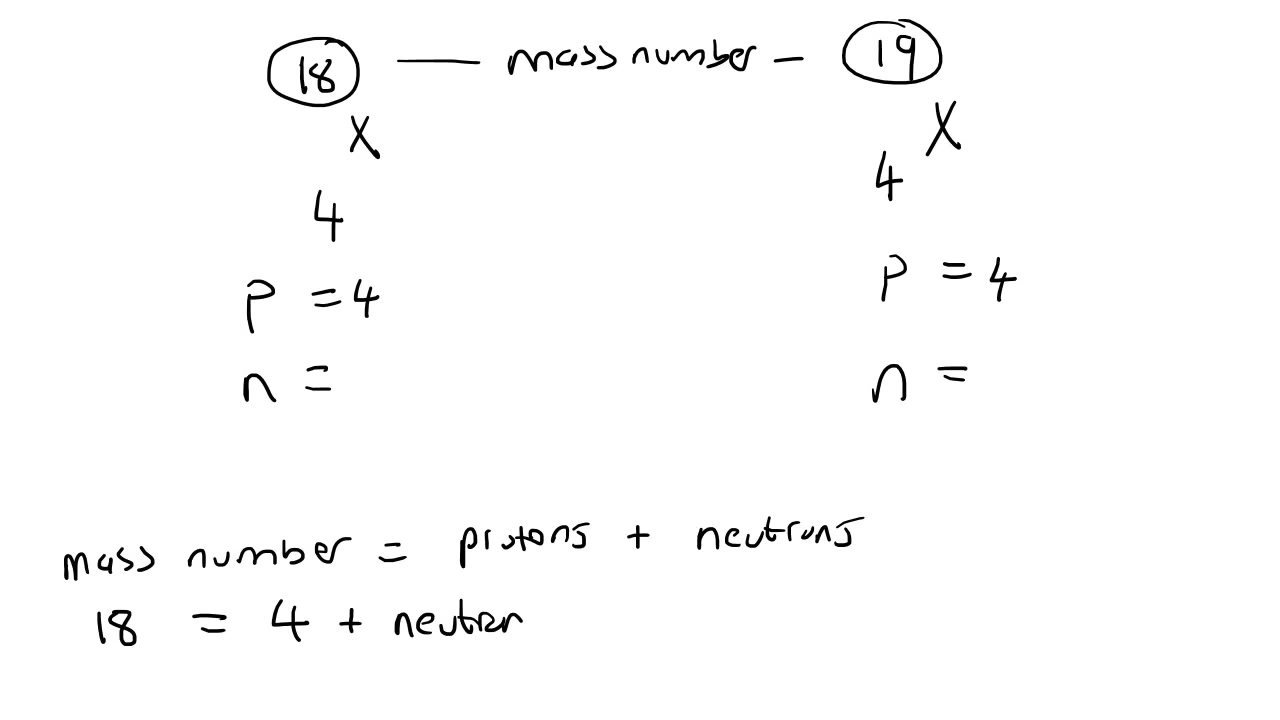 18 — mass number – 19
X X
4 4
p = 4 p = 4
n = n =
mass number = protons + neutrons
18 = 4 + neutron